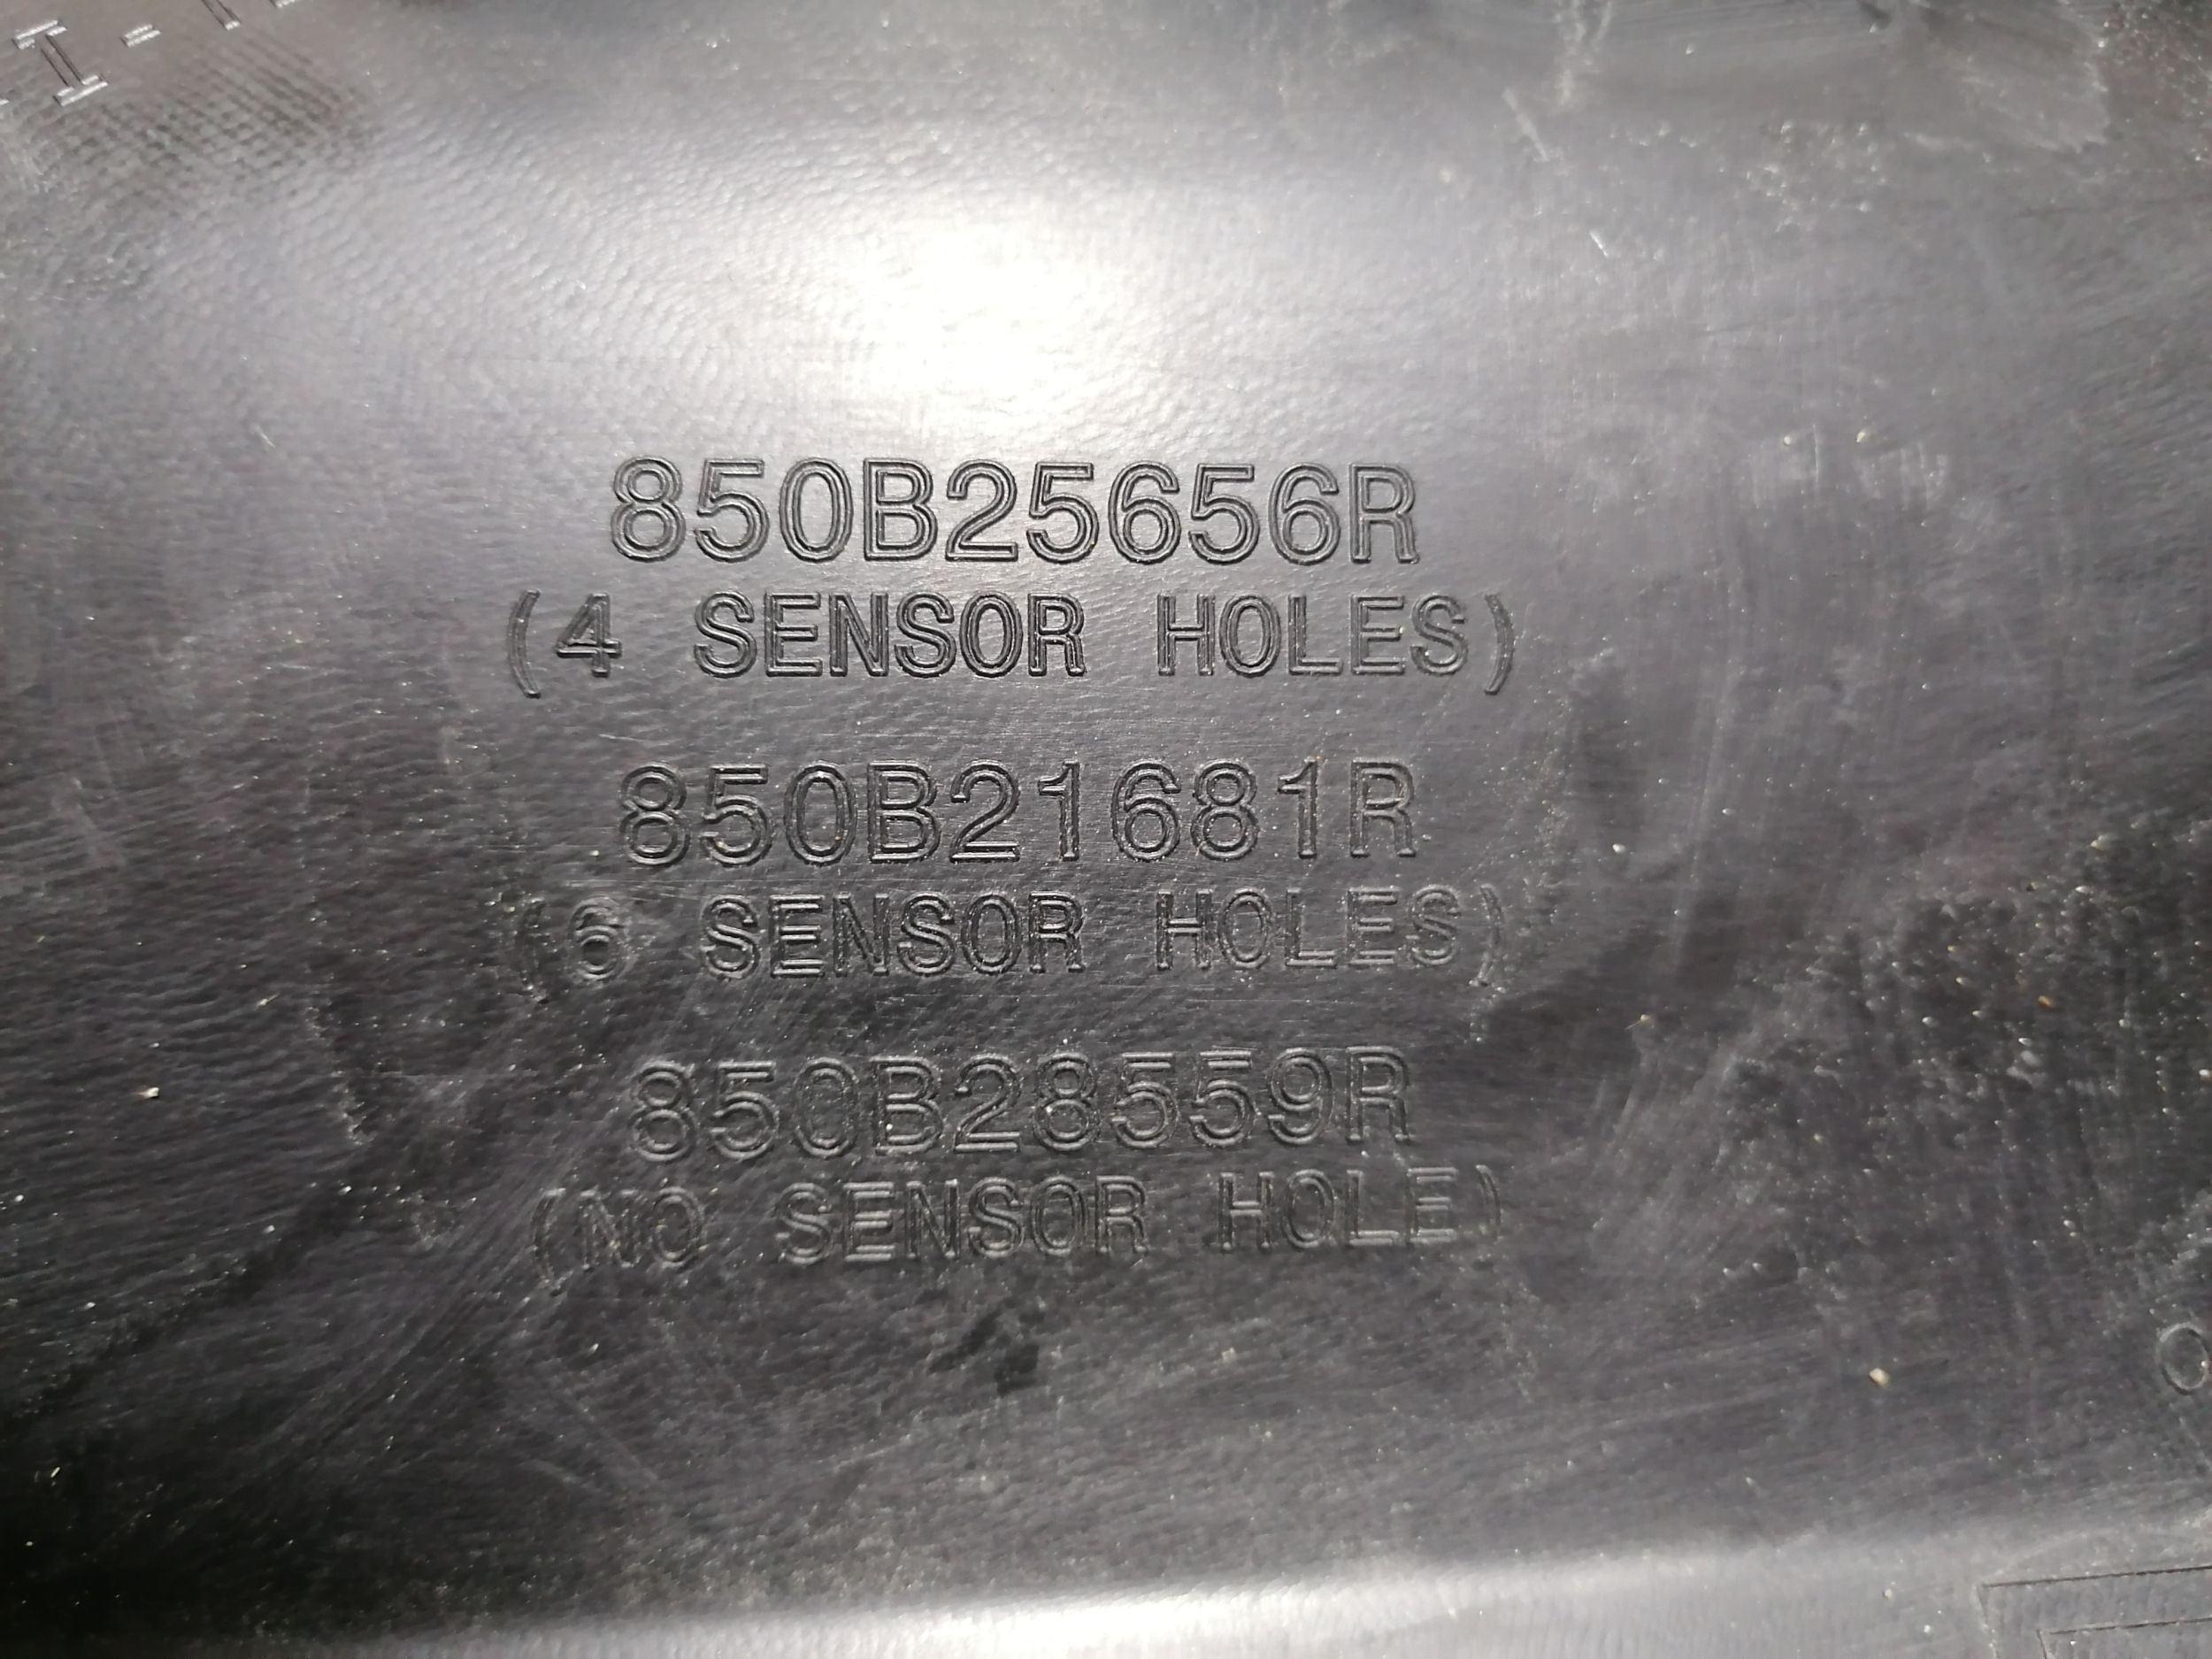 850B25656R
(4 SENSOR HOLES)
850B21681R
(6 SENSOR HOLES)
850B28559R
(NO SENSOR HOLE)